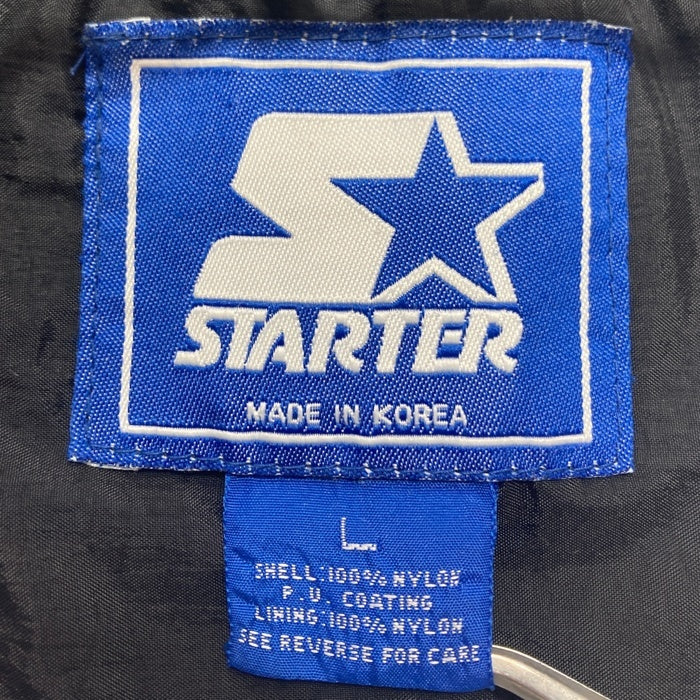 STARTER
MADE IN KOREA
L
SHELL:100% NYLON
P.U. COATING
LINING:100% NYLON
SEE REVERSE FOR CARE